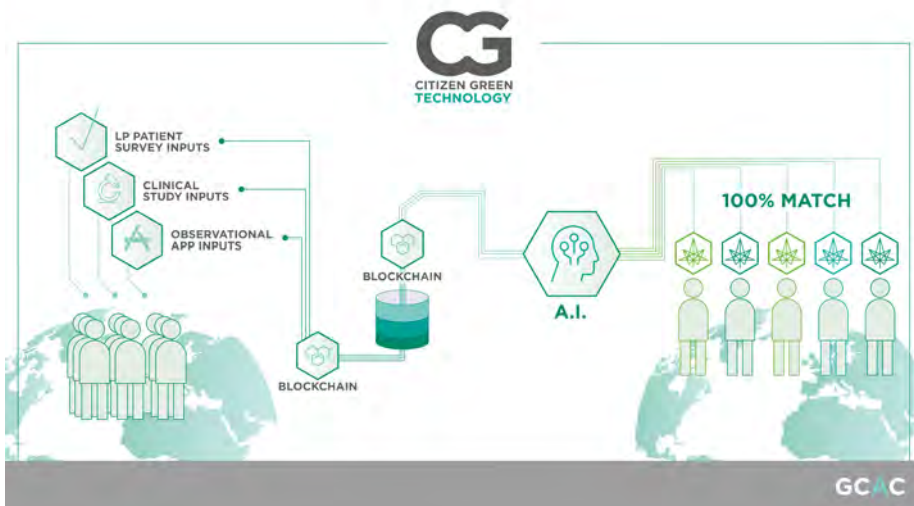 CG
CITIZEN GREEN
TECHNOLOGY
LP PATIENT
SURVEY INPUTS
CLINICAL
STUDY INPUTS
OBSERVATIONAL
APP INPUTS
BLOCKCHAIN
BLOCKCHAIN
A.I.
100% MATCH
GCAC